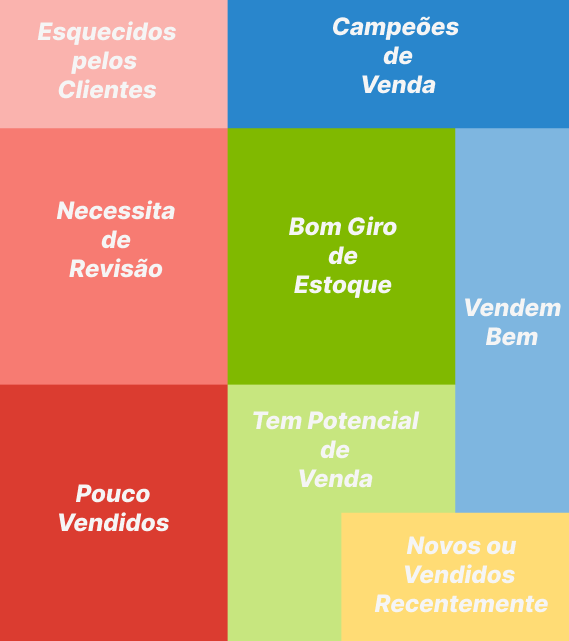 Esquecidos
pelos
Clientes
Campeões
de
Venda
Necessita
de
Revisão
Bom Giro
de
Estoque
Vendem
Bem
Tem Potencial
de
Venda
Pouco
Vendidos
Novos ou
Vendidos
Recentemente